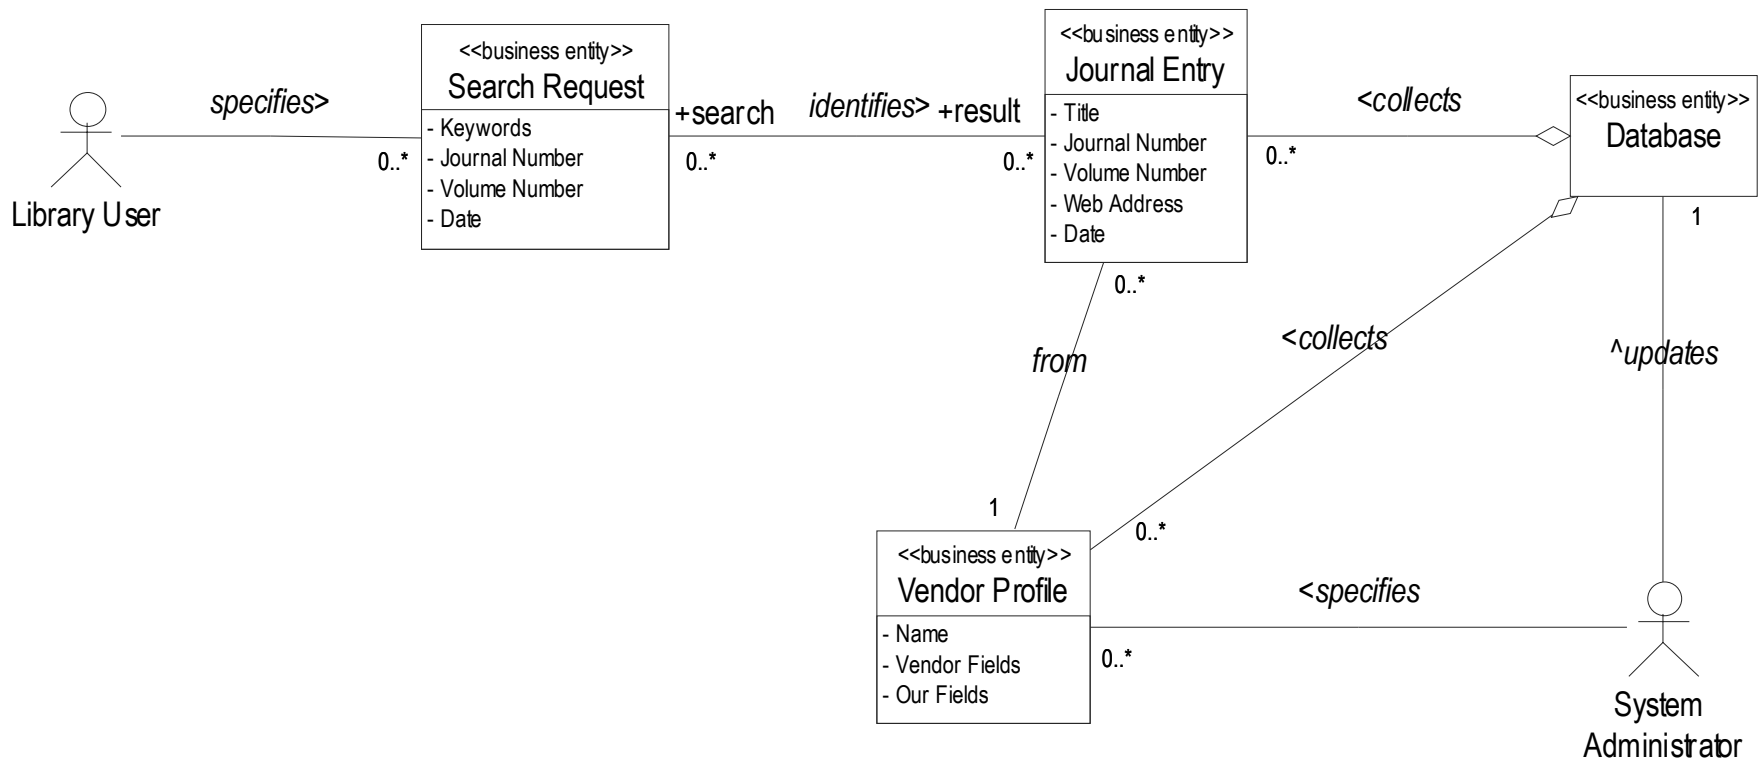 <<business entity>>
Search Request
- Keywords
- Journal Number
- Volume Number
- Date
<<business entity>>
Journal Entry
- Title
- Journal Number
- Volume Number
- Web Address
- Date
<<business entity>>
Database
specifies>
0..*
Library User
+search
identifies>
+result
0..*
0..*
<collects
0..*
1
0..*
from
1
<collects
0..*
^updates
<<business entity>>
Vendor Profile
- Name
- Vendor Fields
- Our Fields
<specifies
0..*
System
Administrator